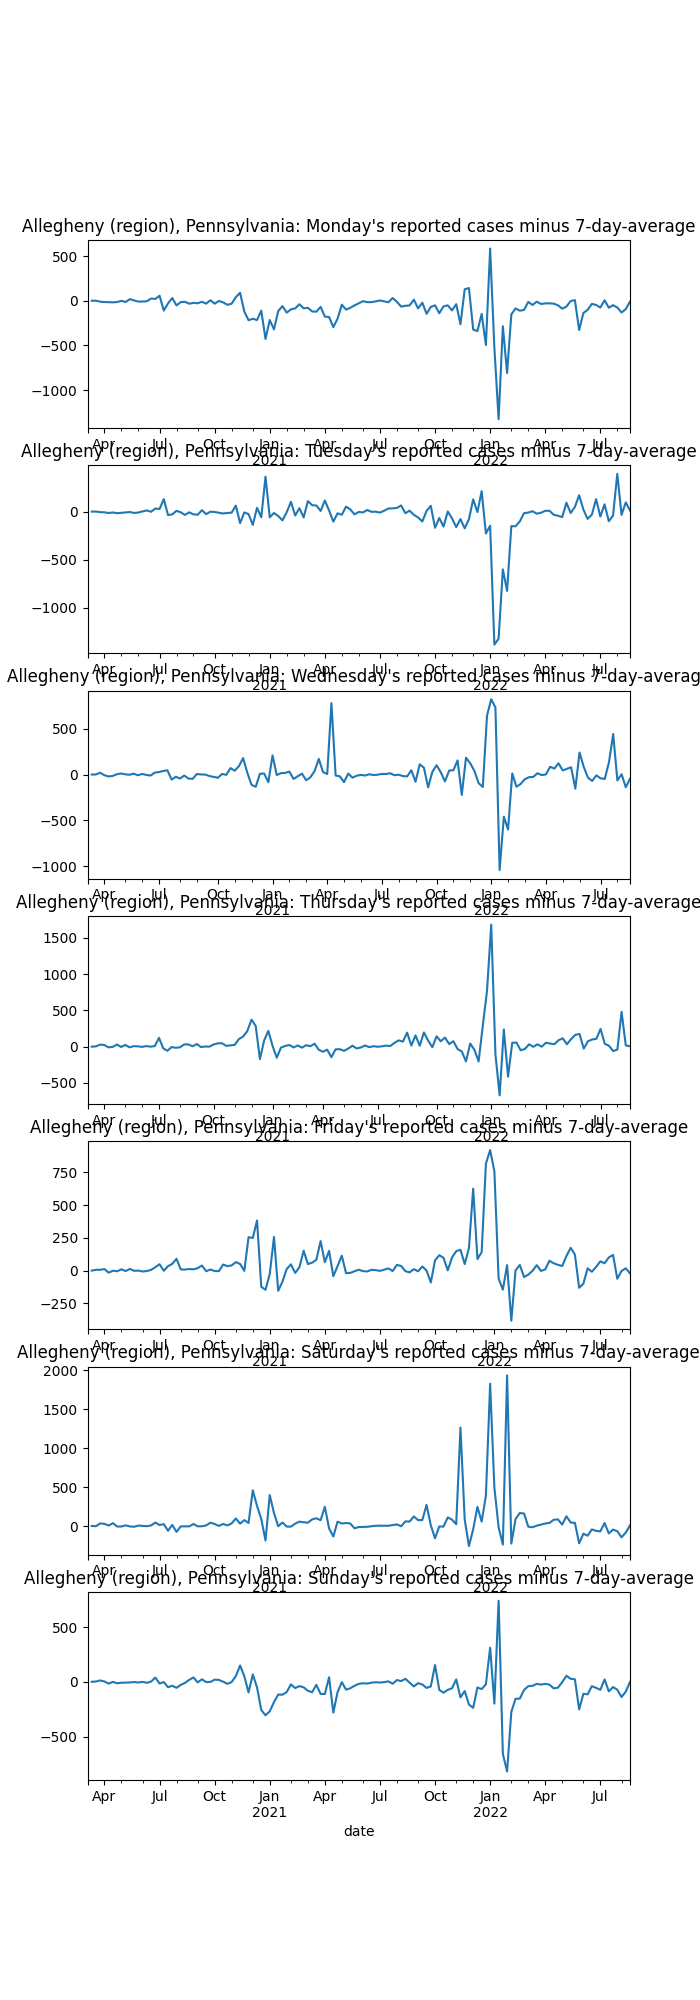 Allegheny (region), Pennsylvania: Monday's reported cases minus 7-day-average
500
0
−500
−1000
Apr Jul Oct Jan Apr Jul Oct Jan Apr Jul
2021 2022
Allegheny (region), Pennsylvania: Tuesday's reported cases minus 7-day-average
0
−500
−1000
Apr Jul Oct Jan Apr Jul Oct Jan Apr Jul
2021 2022
Allegheny (region), Pennsylvania: Wednesday's reported cases minus 7-day-averag
500
0
−500
−1000
Apr Jul Oct Jan Apr Jul Oct Jan Apr Jul
2021 2022
Allegheny (region), Pennsylvania: Thursday's reported cases minus 7-day-average
1500
1000
500
0
−500
Apr Jul Oct Jan Apr Jul Oct Jan Apr Jul
2021 2022
Allegheny (region), Pennsylvania: Friday's reported cases minus 7-day-average
750
500
250
0
−250
Apr Jul Oct Jan Apr Jul Oct Jan Apr Jul
2021 2022
Allegheny (region), Pennsylvania: Saturday's reported cases minus 7-day-average
2000
1500
1000
500
0
Apr Jul Oct Jan Apr Jul Oct Jan Apr Jul
2021 2022
Allegheny (region), Pennsylvania: Sunday's reported cases minus 7-day-average
500
0
−500
Apr Jul Oct Jan Apr Jul Oct Jan Apr Jul
2021 2022
date